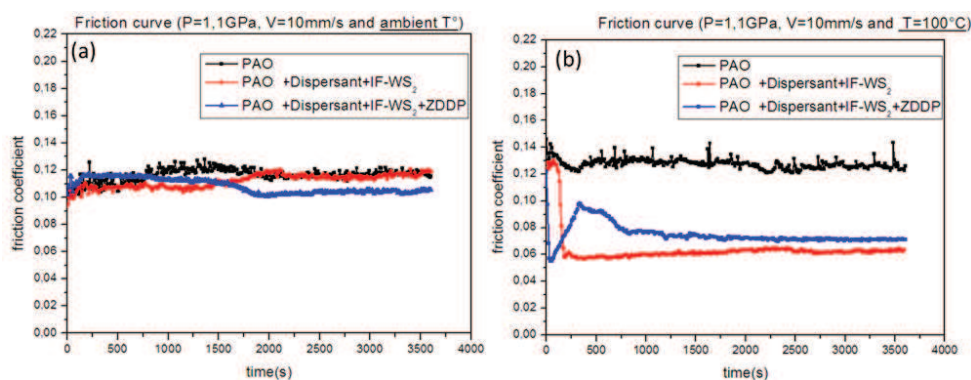 Friction curve (P=1,1GPa, V=10mm/s and ambient T°)
(a)
PAO
PAO +Dispersant+IF-WS₂
PAO +Dispersant+IF-WS₂+ZDDP
friction coefficient
0.22
0.20
0.18
0.16
0.14
0.12
0.10
0.08
0.06
0.04
0.02
0.00
0 500 1000 1500 2000 2500 3000 3500 4000
time(s)
Friction curve (P=1,1GPa, V=10mm/s and T=100°C)
(b)
PAO
PAO +Dispersant+IF-WS₂
PAO +Dispersant+IF-WS₂+ZDDP
friction coefficient
0.22
0.20
0.18
0.16
0.14
0.12
0.10
0.08
0.06
0.04
0.02
0.00
0 500 1000 1500 2000 2500 3000 3500 4000
time(s)